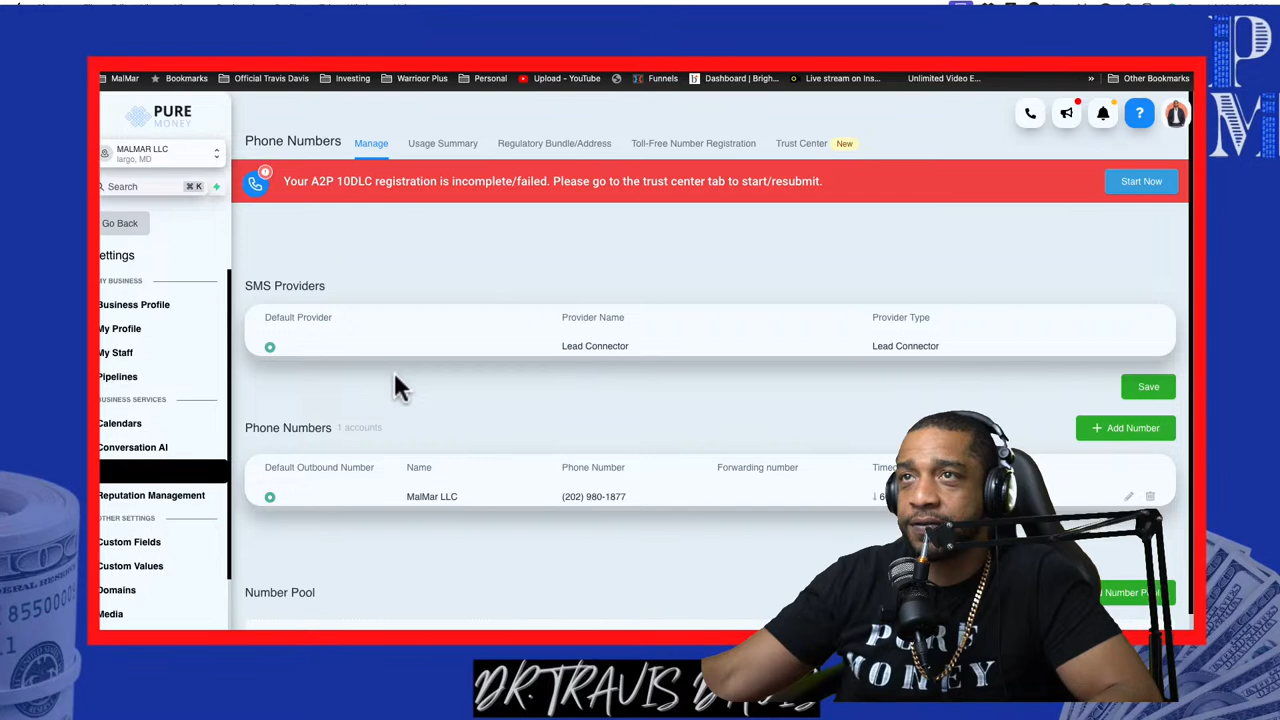 MalMar
Bookmarks
Official Travis Davis
Investing
Warrioor Plus
Personal
Upload – YouTube
Funnels
Dashboard | Brigh...
Live stream on Ins...
Unlimited Video E...
»
Other Bookmarks
PURE
MONEY
MALMAR LLC
largo, MD
Search
⌘ K
Go Back
ettings
MY BUSINESS
Business Profile
My Profile
My Staff
Pipelines
BUSINESS SERVICES
Calendars
Conversation AI
Reputation Management
OTHER SETTINGS
Custom Fields
Custom Values
Domains
Media
Phone Numbers
Manage
Usage Summary
Regulatory Bundle/Address
Toll-Free Number Registration
Trust Center
New
?
Your A2P 10DLC registration is incomplete/failed. Please go to the trust center tab to start/resubmit.
Start Now
SMS Providers
Default Provider
Provider Name
Provider Type
Lead Connector
Lead Connector
Save
Phone Numbers
1 accounts
+ Add Number
Default Outbound Number
Name
Phone Number
Forwarding number
MalMar LLC
(202) 980-1877
Number Pool
PURE
MONEY
DR. TRAVIS
PM